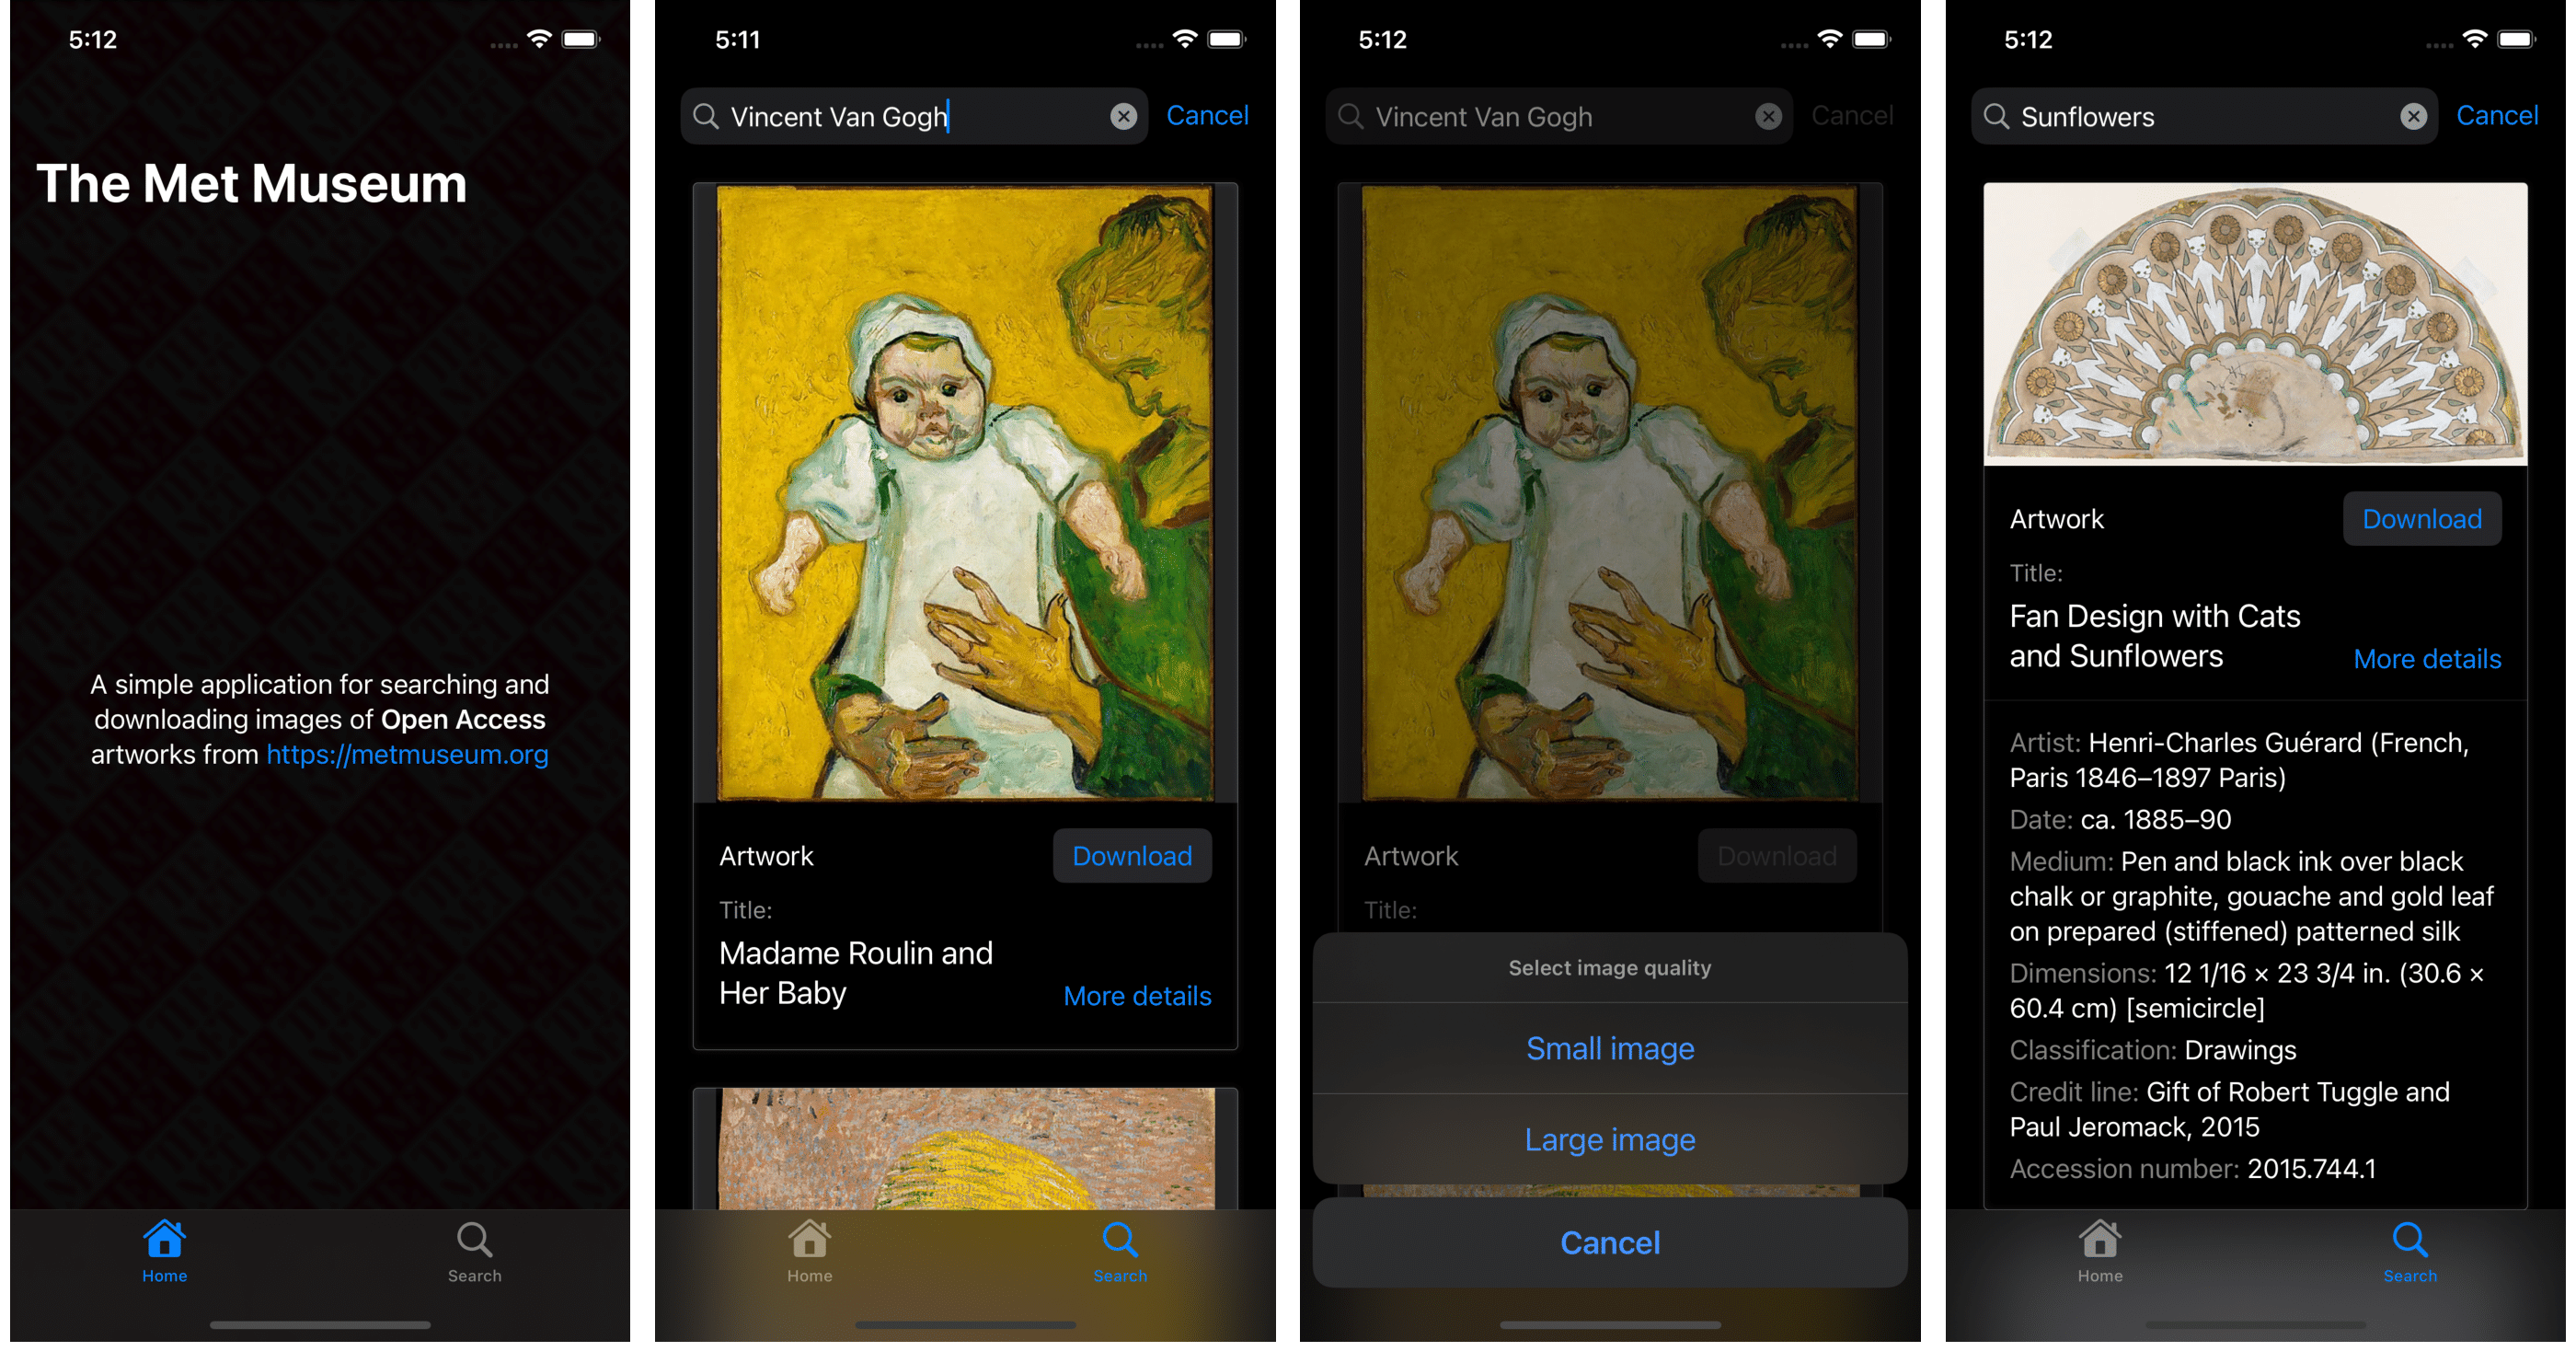 5:12
The Met Museum
A simple application for searching and
downloading images of Open Access
artworks from https://metmuseum.org
Home
Search
5:11
Vincent Van Gogh
Cancel
Artwork
Download
Title:
Madame Roulin and
Her Baby
More details
Home
Search
5:12
Vincent Van Gogh
Cancel
Artwork
Download
Title:
Select image quality
Small image
Large image
Cancel
5:12
Sunflowers
Cancel
Artwork
Download
Title:
Fan Design with Cats
and Sunflowers
More details
Artist: Henri-Charles Guérard (French,
Paris 1846–1897 Paris)
Date: ca. 1885–90
Medium: Pen and black ink over black
chalk or graphite, gouache and gold leaf
on prepared (stiffened) patterned silk
Dimensions: 12 1/16 × 23 3/4 in. (30.6 ×
60.4 cm) [semicircle]
Classification: Drawings
Credit line: Gift of Robert Tuggle and
Paul Jeromack, 2015
Accession number: 2015.744.1
Home
Search